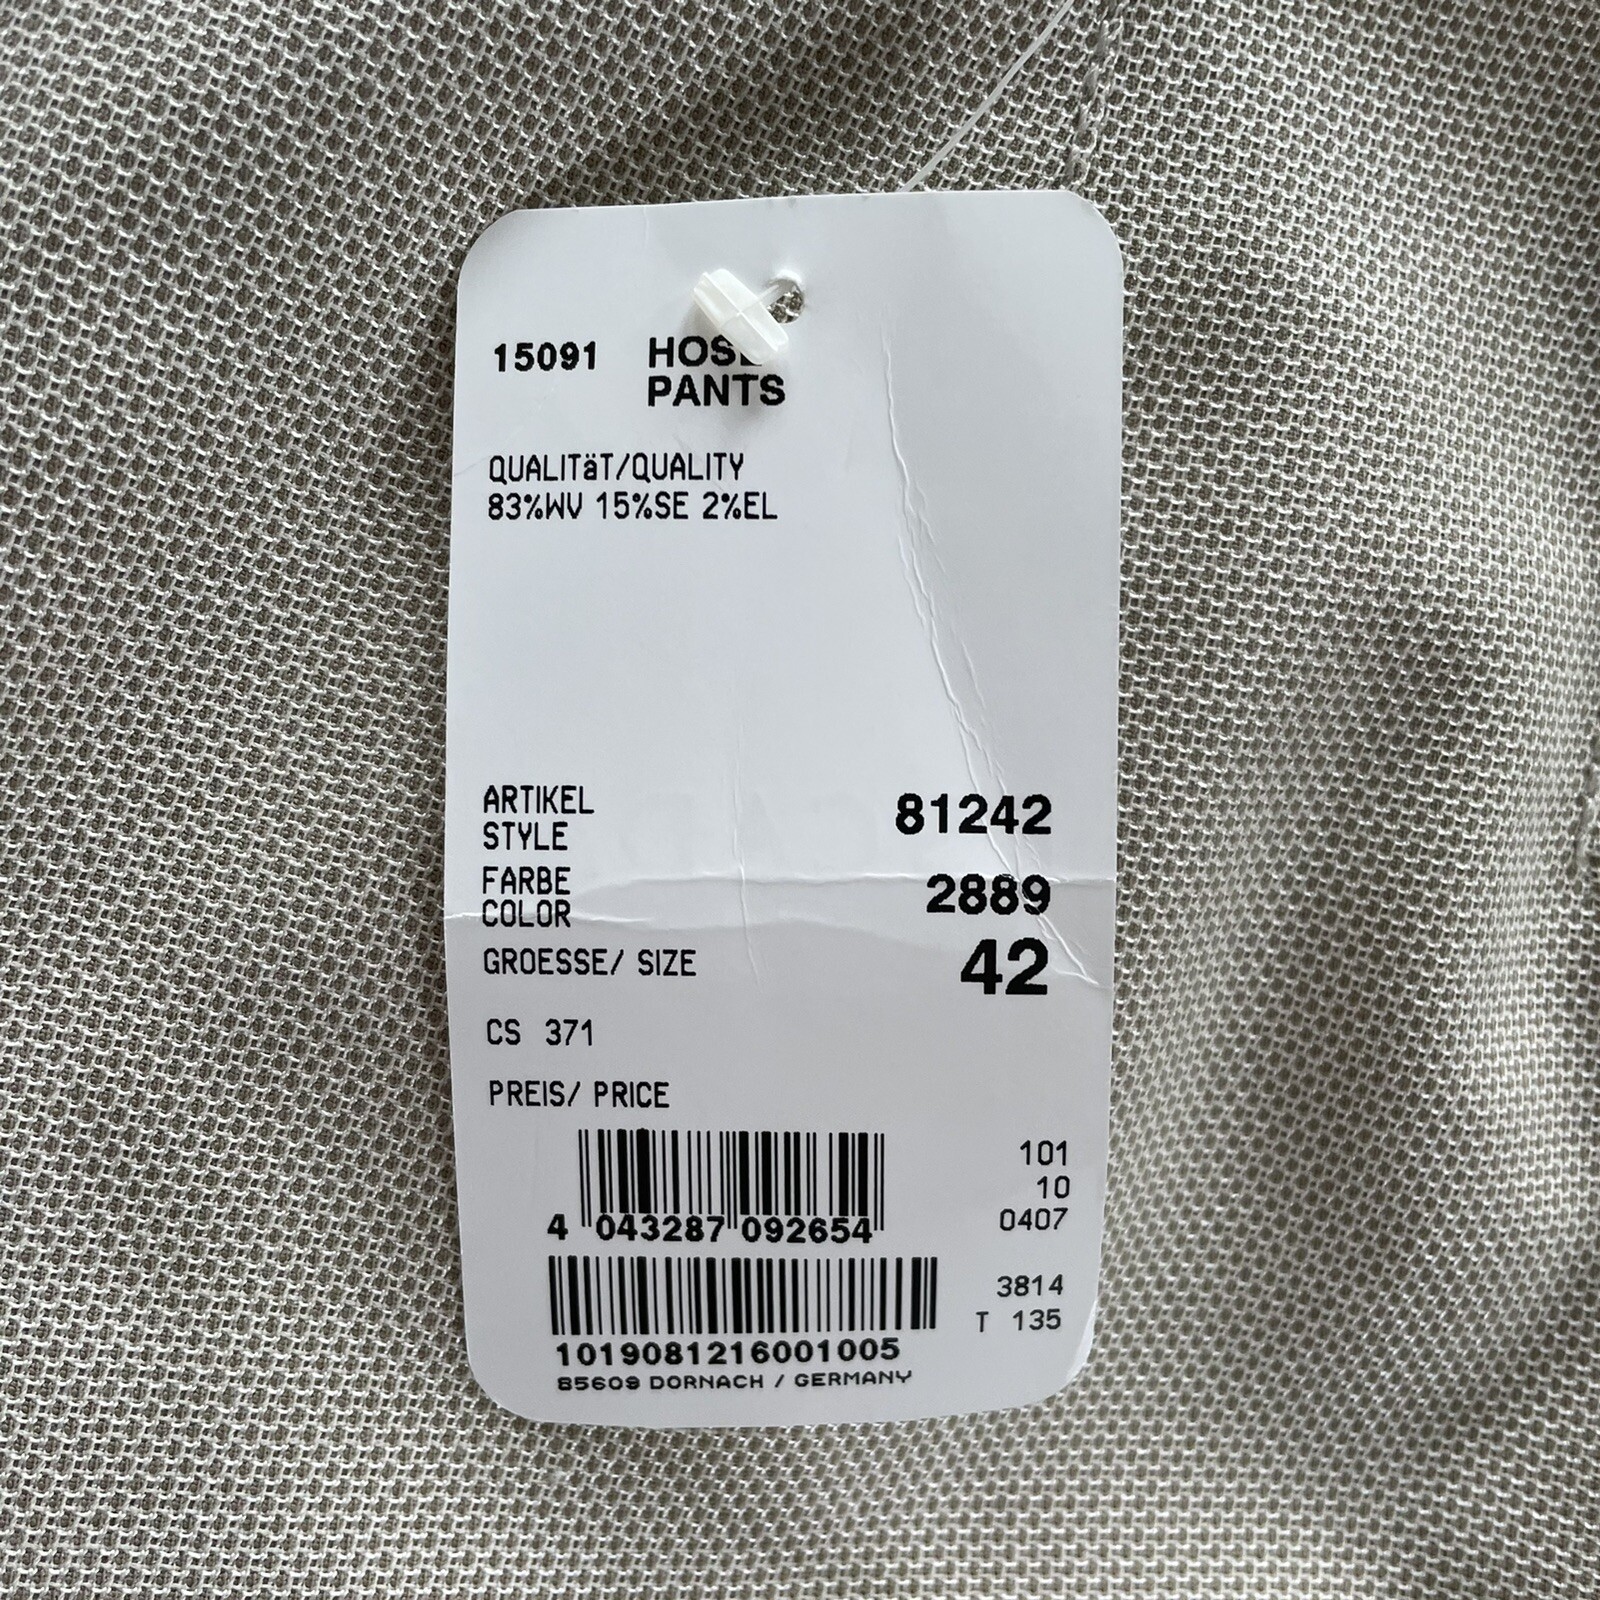 15091 HOSE
PANTS
QUALITäT/QUALITY
83%WV 15%SE 2%EL
ARTIKEL
STYLE
81242
FARBE
COLOR
2889
GROESSE/ SIZE
42
CS 371
PREIS/ PRICE
101
10
0407
4 043287 092654
3814
T 135
1019081216001005
85609 DORNACH / GERMANY